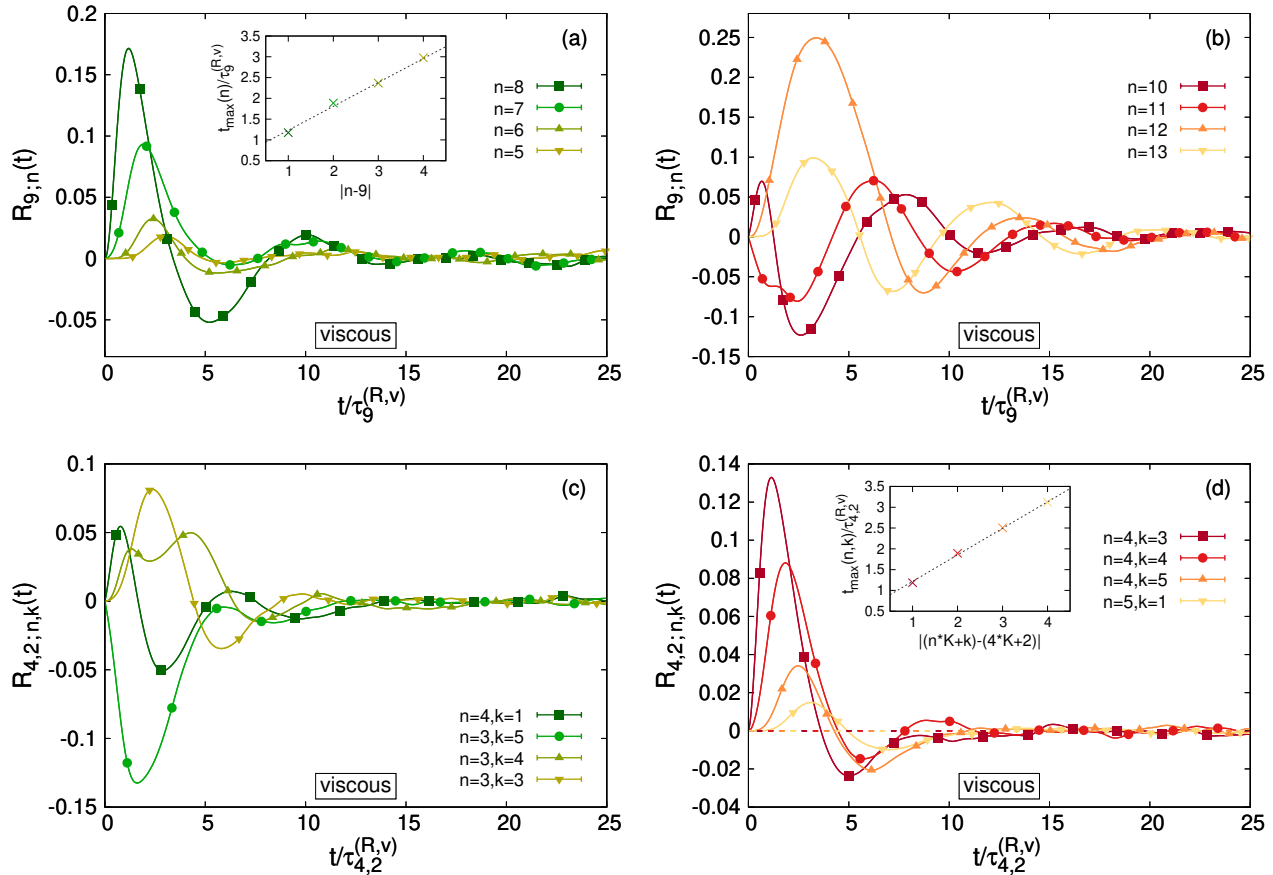 0.2
0.15
0.1
0.05
0
-0.05
0
5
10
15
20
25
R9;n(t)
t/τ9(R,v)
(a)
n=8
n=7
n=6
n=5
viscous
3.5
3
2.5
2
1.5
1
0.5
1
2
3
4
tmax(n)/τ9(R,v)
|n-9|
0.25
0.2
0.15
0.1
0.05
0
-0.05
-0.1
-0.15
0
5
10
15
20
25
R9;n(t)
t/τ9(R,v)
(b)
n=10
n=11
n=12
n=13
viscous
0.1
0.05
0
-0.05
-0.1
-0.15
0
5
10
15
20
25
R4,2;n,k(t)
t/τ4,2(R,v)
(c)
n=4,k=1
n=3,k=5
n=3,k=4
n=3,k=3
viscous
0.14
0.12
0.1
0.08
0.06
0.04
0.02
0
-0.02
-0.04
0
5
10
15
20
25
R4,2;n,k(t)
t/τ4,2(R,v)
(d)
n=4,k=3
n=4,k=4
n=4,k=5
n=5,k=1
viscous
3.5
3
2.5
2
1.5
1
0.5
1
2
3
4
tmax(n,k)/τ4,2(R,v)
|(n*K+k)-(4*K+2)|